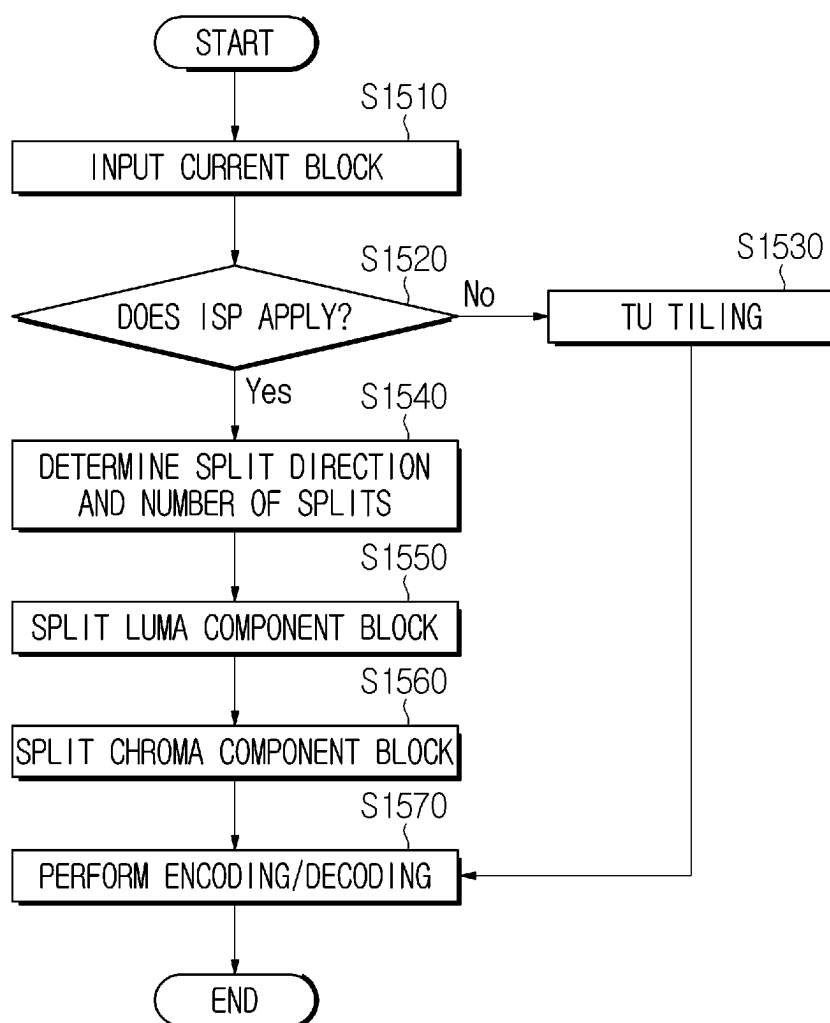 START
S1510
INPUT CURRENT BLOCK
S1520
DOES ISP APPLY?
No
S1530
TU TILING
Yes
S1540
DETERMINE SPLIT DIRECTION
AND NUMBER OF SPLITS
S1550
SPLIT LUMA COMPONENT BLOCK
S1560
SPLIT CHROMA COMPONENT BLOCK
S1570
PERFORM ENCODING/DECODING
END